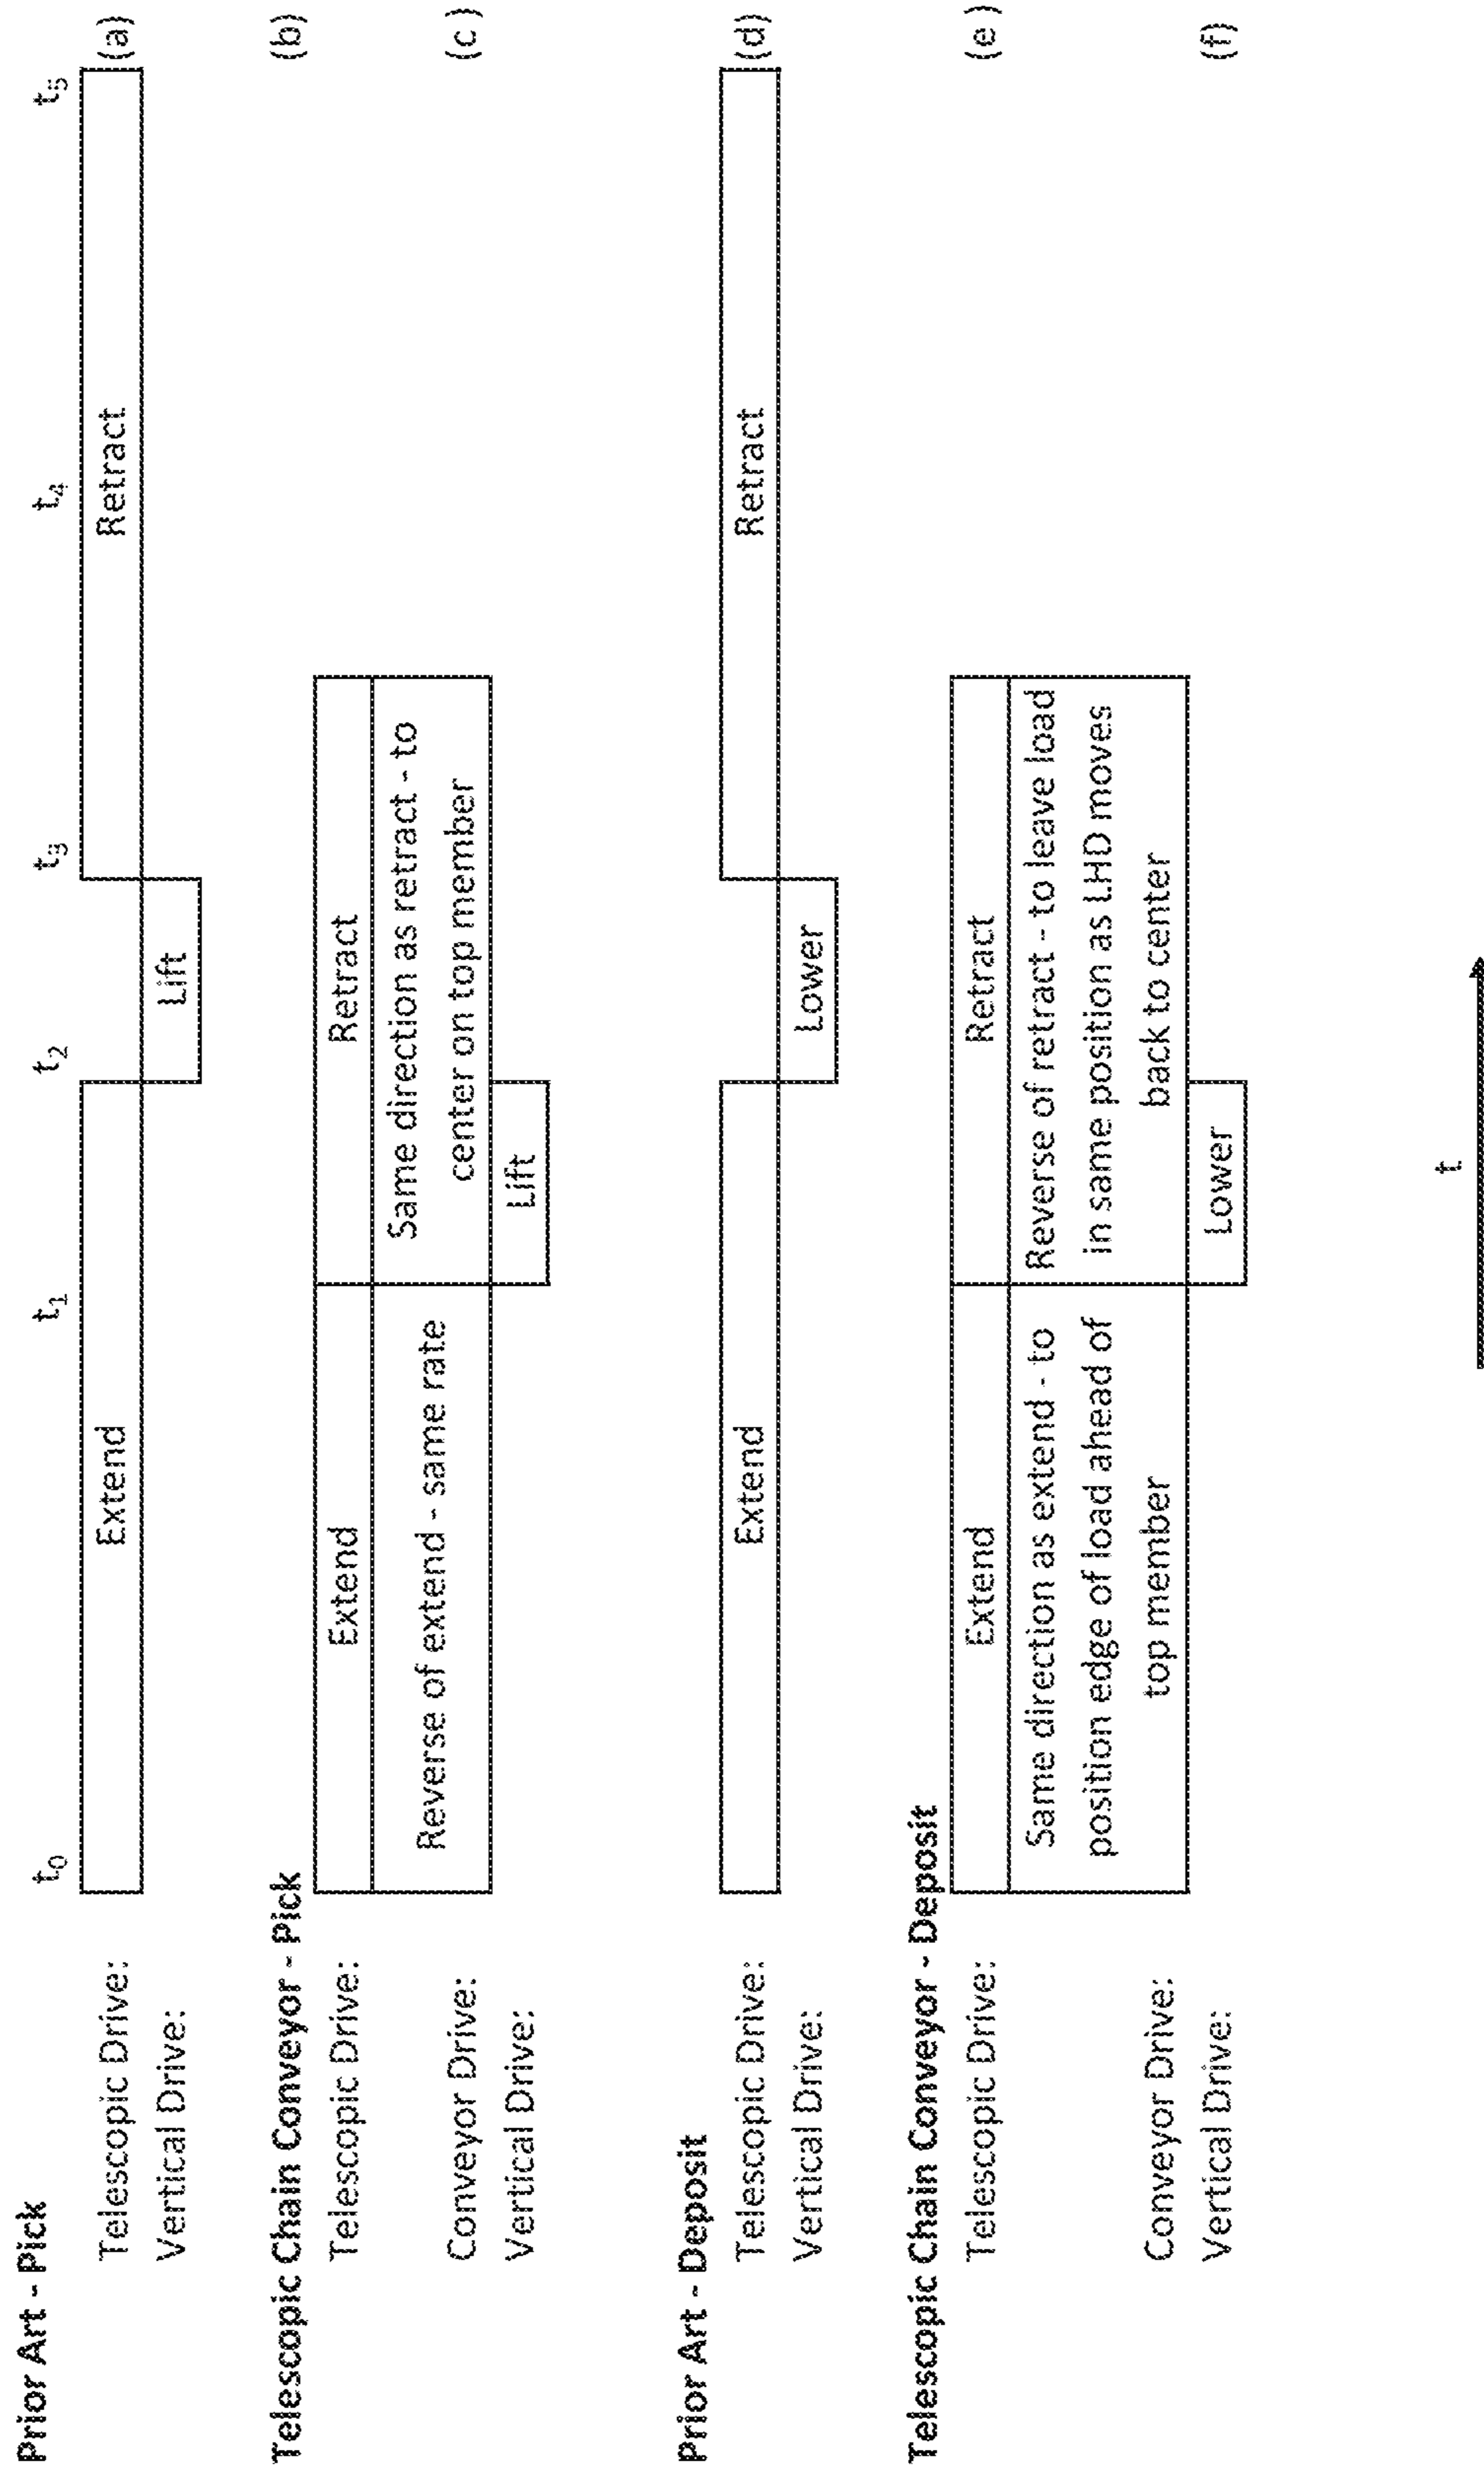 t0 t1 t2 t3 t4 t5
Prior Art - Pick
Telescopic Drive: Extend Retract (a)
Vertical Drive: Lift
Telescopic Chain Conveyor - Pick (b)
Telescopic Drive: Extend Retract
Reverse of extend - same rate
Same direction as retract - to
center on top member
Conveyor Drive: (c)
Vertical Drive: Lift
Prior Art - Deposit
Telescopic Drive: Extend Retract (d)
Vertical Drive: Lower
Telescopic Chain Conveyor - Deposit
Telescopic Drive: Extend Retract (e)
Same direction as extend - to
position edge of load ahead of
top member
Reverse of retract - to leave load
in same position as LHD moves
back to center
Conveyor Drive:
Vertical Drive: Lower (f)
t